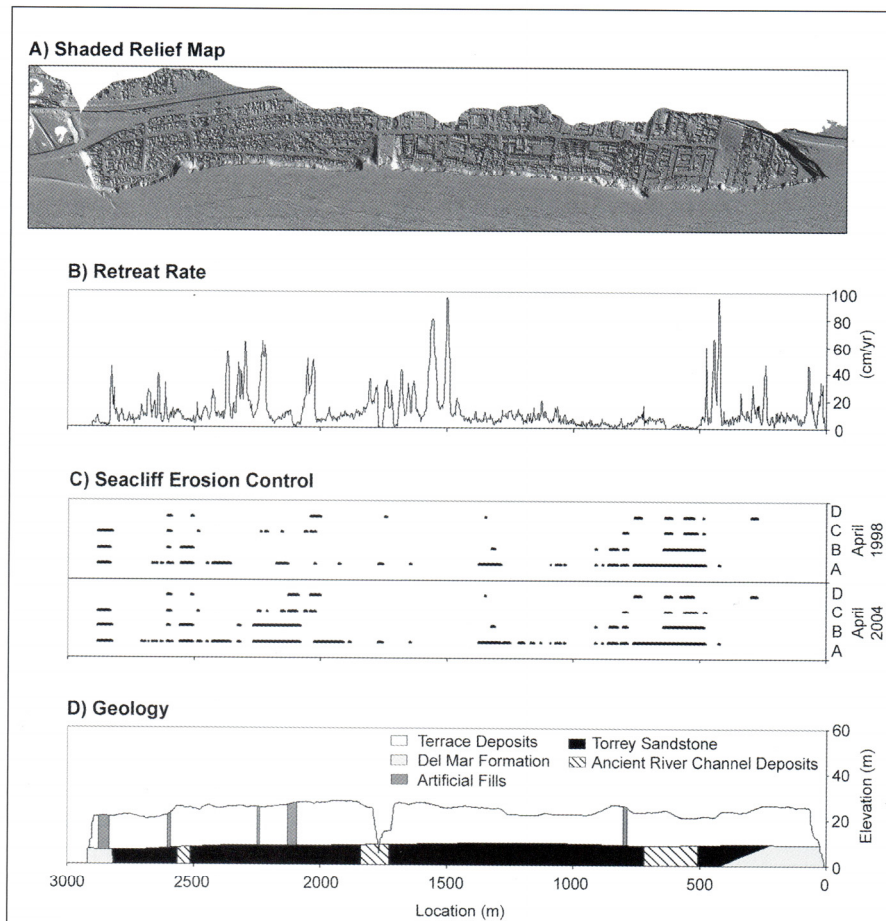 A) Shaded Relief Map
B) Retreat Rate
100
80
60
40
20
0
(cm/yr)
C) Seacliff Erosion Control
D
C
B
A
April
1998
D
C
B
A
April
2004
D) Geology
Terrace Deposits
Torrey Sandstone
Del Mar Formation
Ancient River Channel Deposits
Artificial Fills
60
40
20
0
Elevation (m)
3000 2500 2000 1500 1000 500 0
Location (m)